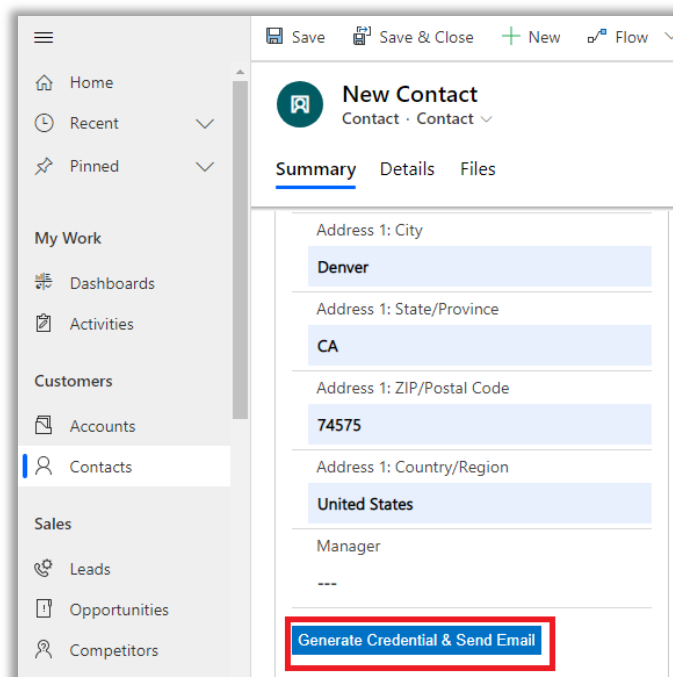 Save
Save & Close
New
Flow
Home
Recent
Pinned
My Work
Dashboards
Activities
Customers
Accounts
Contacts
Sales
Leads
Opportunities
Competitors
New Contact
Contact · Contact
Summary
Details
Files
Address 1: City
Denver
Address 1: State/Province
CA
Address 1: ZIP/Postal Code
74575
Address 1: Country/Region
United States
Manager
---
Generate Credential & Send Email